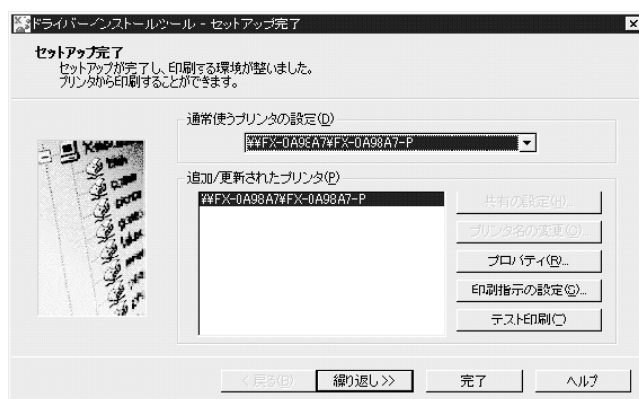 ドライバーインストールツール - セットアップ完了
セットアップ完了
セットアップが完了し、印刷する環境が整いました。
プリンタから印刷することができます。
通常使うプリンタの設定(D)
¥¥FX-0A98A7¥FX-0A98A7-P
追加/更新されたプリンタ(P)
¥¥FX-0A98A7¥FX-0A98A7-P
共有の設定(H)...
プリンタ名の変更(C)...
プロパティ(R)...
印刷指示の設定(G)...
テスト印刷(T)
< 戻る(B)
繰り返し >>
完了
ヘルプ